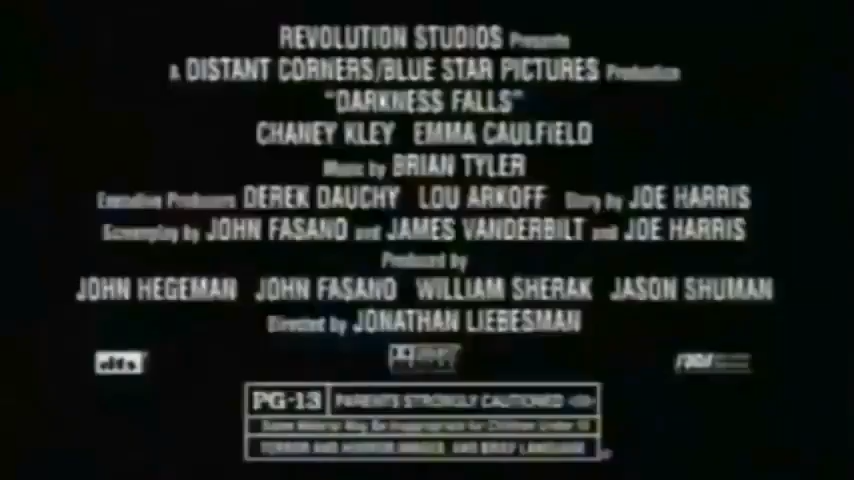 REVOLUTION STUDIOS Presents
A DISTANT CORNERS/BLUE STAR PICTURES Production
"DARKNESS FALLS"
CHANEY KLEY EMMA CAULFIELD
Music by BRIAN TYLER
Executive Producers DEREK DAUCHY LOU ARKOFF Story by JOE HARRIS
Screenplay by JOHN FASANO and JAMES VANDERBILT and JOE HARRIS
Produced by
JOHN HEGEMAN JOHN FASANO WILLIAM SHERAK JASON SHUMAN
Directed by JONATHAN LIEBESMAN
dts
PG-13 PARENTS STRONGLY CAUTIONED
Some Material May Be Inappropriate for Children Under 13
TERROR AND HORROR IMAGES, AND BRIEF LANGUAGE